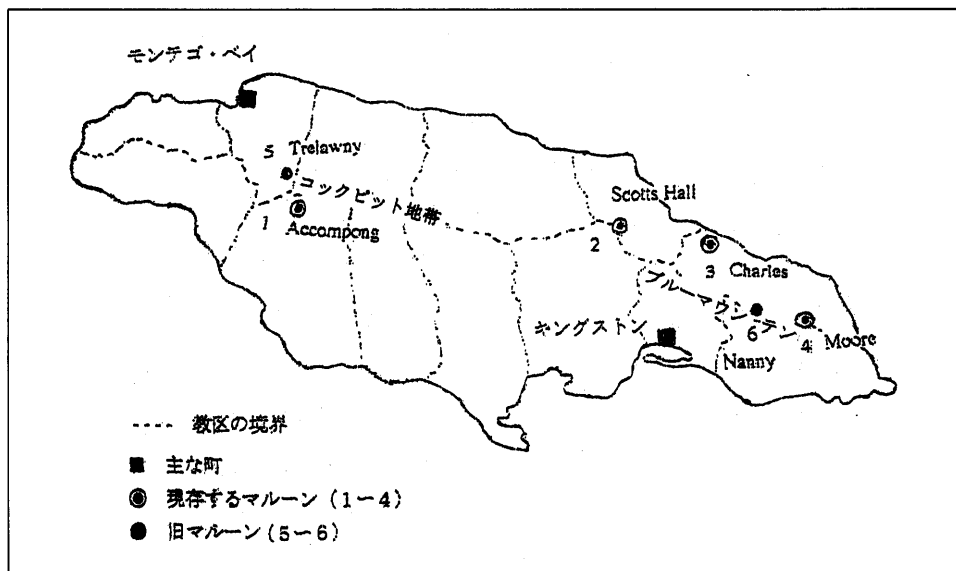 モンテゴ・ベイ
5 Trelawny
コックピット地帯
1 Accompong
Scotts Hall
2
3 Charles
ブルーマウンテン
キングストン
6
4 Moore
Nanny
教区の境界
主な町
現存するマルーン (1〜4)
旧マルーン (5〜6)